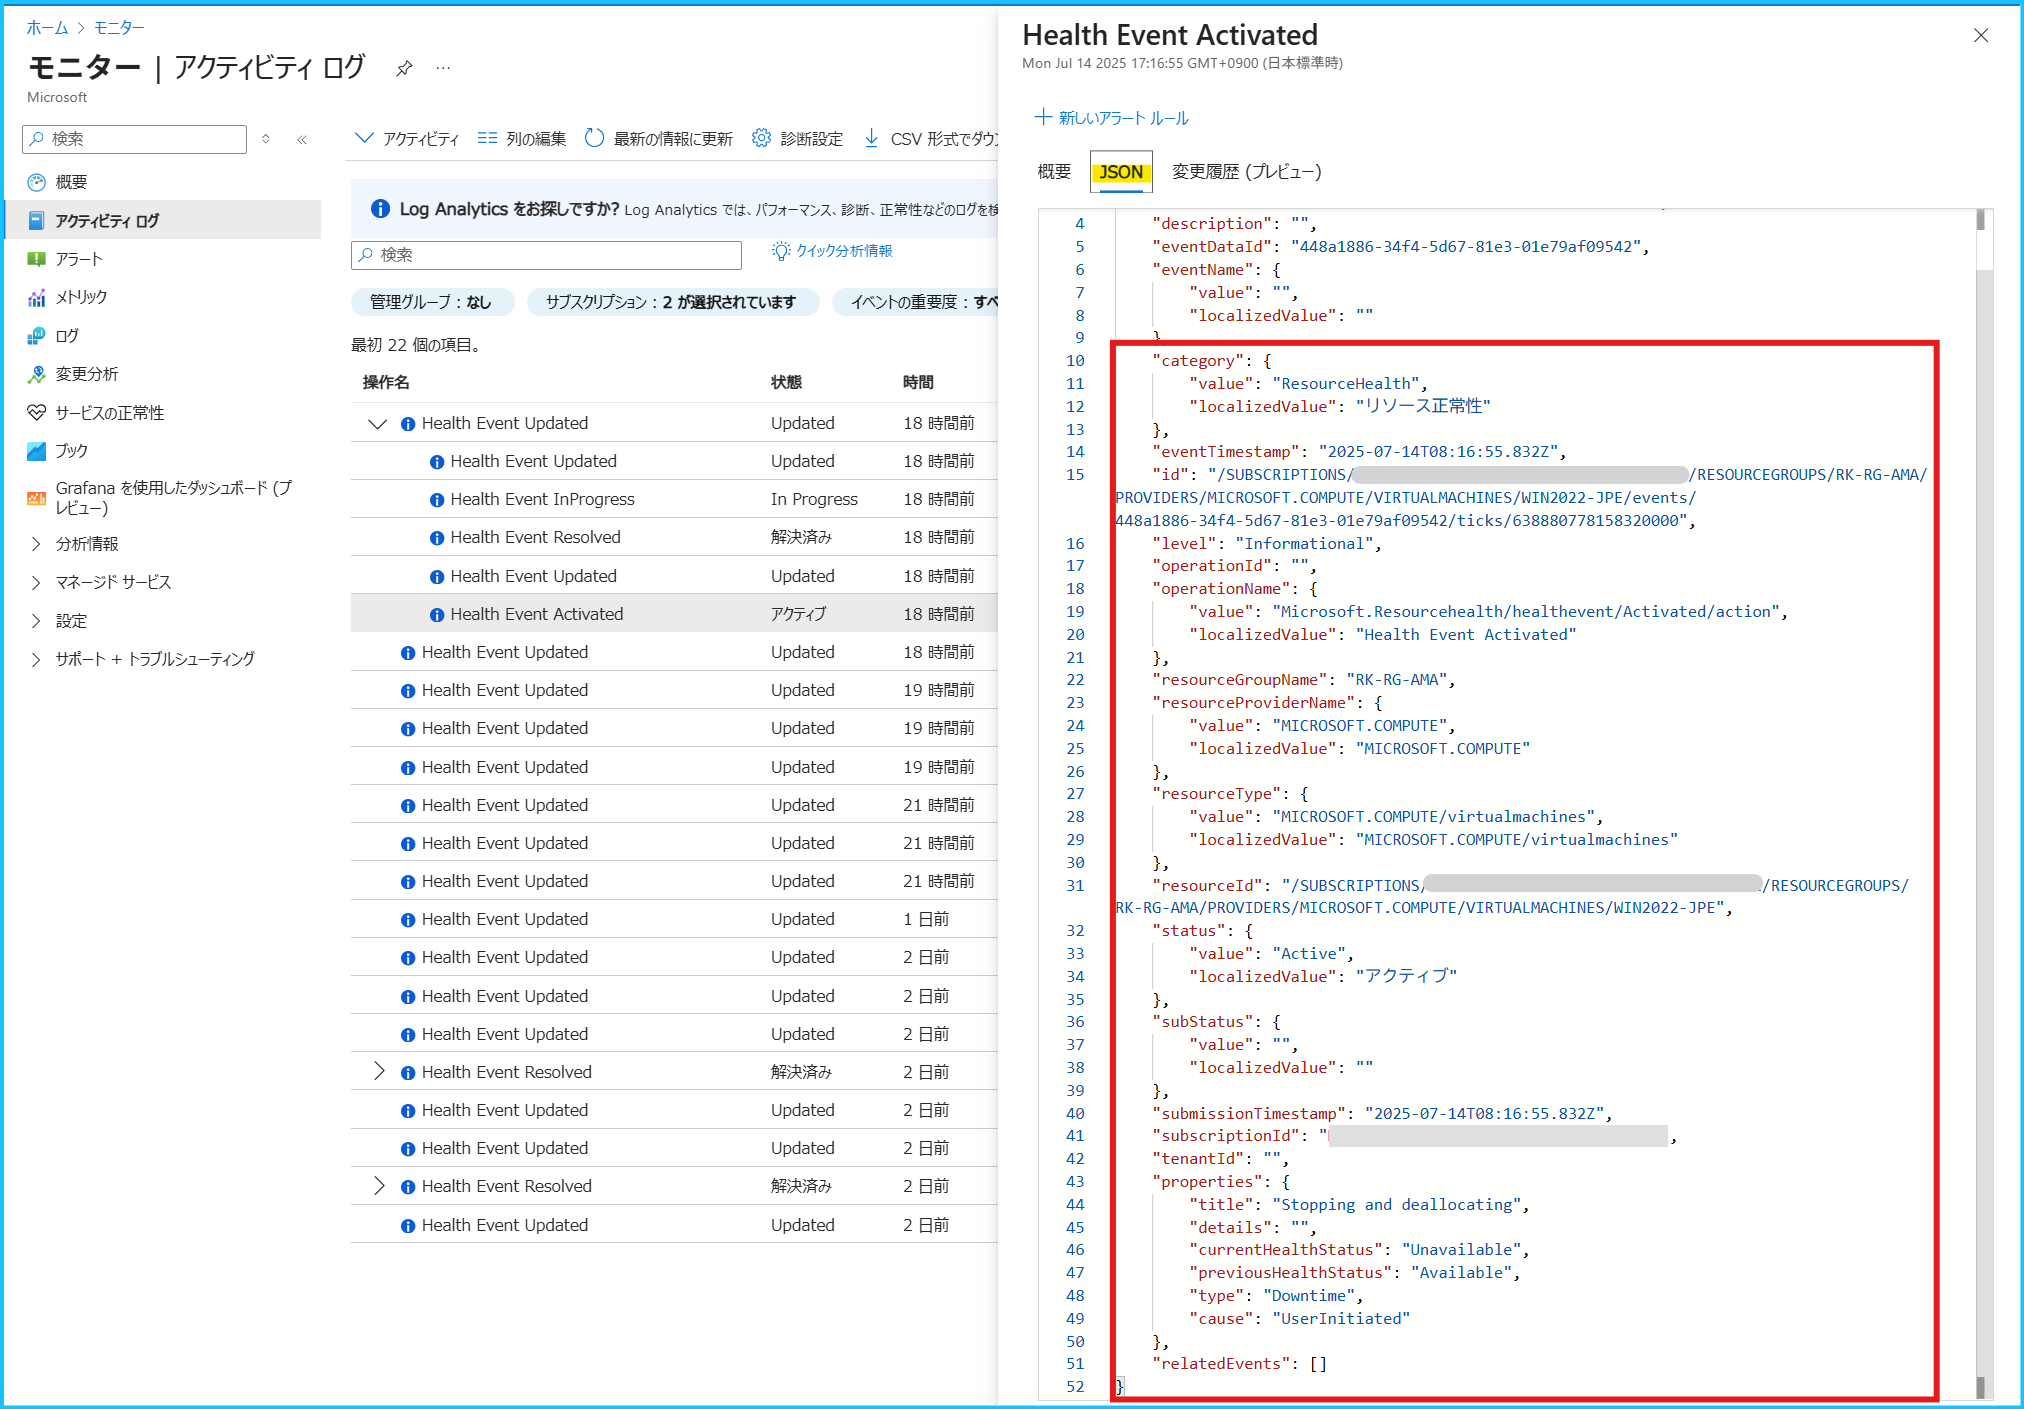 ホーム > モニター
モニター | アクティビティ ログ
Microsoft
検索
概要
アクティビティ ログ
アラート
メトリック
ログ
変更分析
サービスの正常性
ブック
Grafana を使用したダッシュボード (プ
レビュー)
分析情報
マネージド サービス
設定
サポート + トラブルシューティング
アクティビティ 列の編集 最新の情報に更新 診断設定 CSV 形式でダウ
Log Analytics をお探しですか? Log Analytics では、パフォーマンス、診断、正常性などのログを検
検索 クイック分析情報
管理グループ : なし サブスクリプション : 2 が選択されています イベントの重要度 : すべ
最初 22 個の項目。
操作名 状態 時間
Health Event Updated Updated 18 時間前
Health Event Updated Updated 18 時間前
Health Event InProgress In Progress 18 時間前
Health Event Resolved 解決済み 18 時間前
Health Event Updated Updated 18 時間前
Health Event Activated アクティブ 18 時間前
Health Event Updated Updated 18 時間前
Health Event Updated Updated 19 時間前
Health Event Updated Updated 19 時間前
Health Event Updated Updated 19 時間前
Health Event Updated Updated 21 時間前
Health Event Updated Updated 21 時間前
Health Event Updated Updated 21 時間前
Health Event Updated Updated 1 日前
Health Event Updated Updated 2 日前
Health Event Updated Updated 2 日前
Health Event Updated Updated 2 日前
Health Event Resolved 解決済み 2 日前
Health Event Updated Updated 2 日前
Health Event Updated Updated 2 日前
Health Event Resolved 解決済み 2 日前
Health Event Updated Updated 2 日前
Health Event Activated
Mon Jul 14 2025 17:16:55 GMT+0900 (日本標準時)
新しいアラート ルール
概要 JSON 変更履歴 (プレビュー)
4 "description": "",
5 "eventDataId": "448a1886-34f4-5d67-81e3-01e79af09542",
6 "eventName": {
7 "value": "",
8 "localizedValue": ""
9 },
10 "category": {
11 "value": "ResourceHealth",
12 "localizedValue": "リソース正常性"
13 },
14 "eventTimestamp": "2025-07-14T08:16:55.832Z",
15 "id": "/SUBSCRIPTIONS/ /RESOURCEGROUPS/RK-RG-AMA/
PROVIDERS/MICROSOFT.COMPUTE/VIRTUALMACHINES/WIN2022-JPE/events/
448a1886-34f4-5d67-81e3-01e79af09542/ticks/638880778158320000",
16 "level": "Informational",
17 "operationId": "",
18 "operationName": {
19 "value": "Microsoft.Resourcehealth/healthevent/Activated/action",
20 "localizedValue": "Health Event Activated"
21 },
22 "resourceGroupName": "RK-RG-AMA",
23 "resourceProviderName": {
24 "value": "MICROSOFT.COMPUTE",
25 "localizedValue": "MICROSOFT.COMPUTE"
26 },
27 "resourceType": {
28 "value": "MICROSOFT.COMPUTE/virtualmachines",
29 "localizedValue": "MICROSOFT.COMPUTE/virtualmachines"
30 },
31 "resourceId": "/SUBSCRIPTIONS/ /RESOURCEGROUPS/
RK-RG-AMA/PROVIDERS/MICROSOFT.COMPUTE/VIRTUALMACHINES/WIN2022-JPE",
32 "status": {
33 "value": "Active",
34 "localizedValue": "アクティブ"
35 },
36 "subStatus": {
37 "value": "",
38 "localizedValue": ""
39 },
40 "submissionTimestamp": "2025-07-14T08:16:55.832Z",
41 "subscriptionId": " ,
42 "tenantId": "",
43 "properties": {
44 "title": "Stopping and deallocating",
45 "details": "",
46 "currentHealthStatus": "Unavailable",
47 "previousHealthStatus": "Available",
48 "type": "Downtime",
49 "cause": "UserInitiated"
50 },
51 "relatedEvents": []
52 }